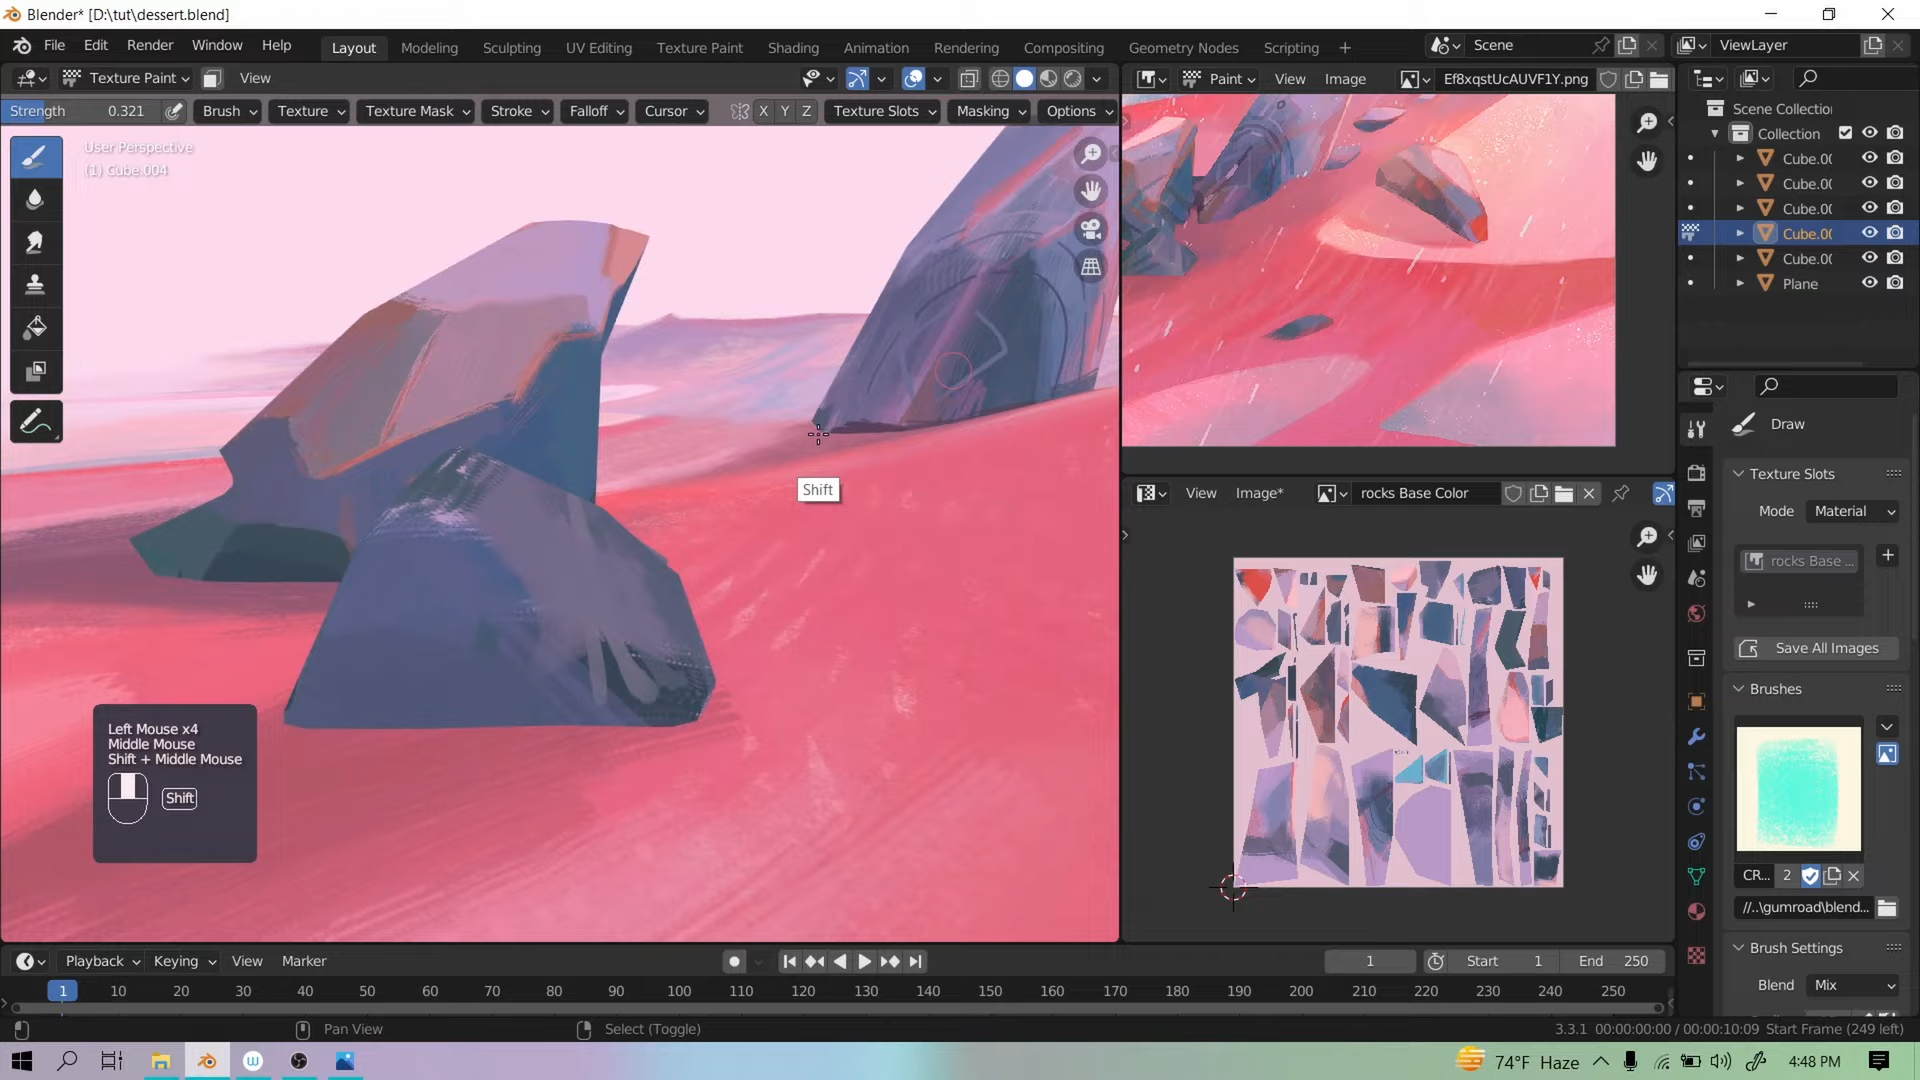 Blender* [D:\tut\dessert.blend]
File Edit Render Window Help Layout Modeling Sculpting UV Editing Texture Paint Shading Animation Rendering Compositing Geometry Nodes Scripting + Scene ViewLayer
Texture Paint View Paint View Image Ef8xqstUcAUVF1Y.png
Strength 0.321 Brush Texture Texture Mask Stroke Falloff Cursor X Y Z Texture Slots Masking Options
Scene Collectio
Collection
User Perspective
(1) Cube.004
Cube.0(
Cube.0(
Cube.0(
Cube.0(
Cube.0(
Plane
Draw
Texture Slots
Mode Material
Shift
View Image* rocks Base Color
rocks Base ...
Save All Images
Brushes
Left Mouse x4
Middle Mouse
Shift + Middle Mouse
Shift
CR... 2
//..\gumroad\blend...
Brush Settings
Blend Mix
Playback Keying View Marker 1 Start 1 End 250
1 10 20 30 40 50 60 70 80 90 100 110 120 130 140 150 160 170 180 190 200 210 220 230 240 250
Pan View Select (Toggle) 3.3.1 00:00:00:00 / 00:00:10:09 Start Frame (249 left)
74°F Haze 4:48 PM